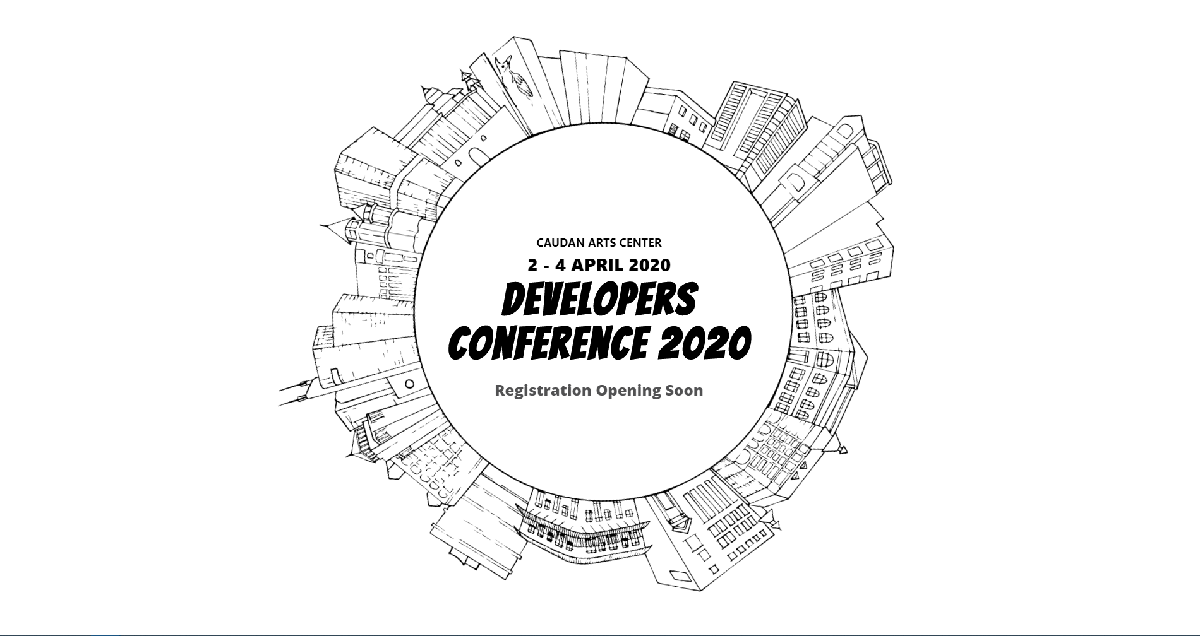 CAUDAN ARTS CENTER
2 - 4 APRIL 2020
DEVELOPERS
CONFERENCE 2020
Registration Opening Soon